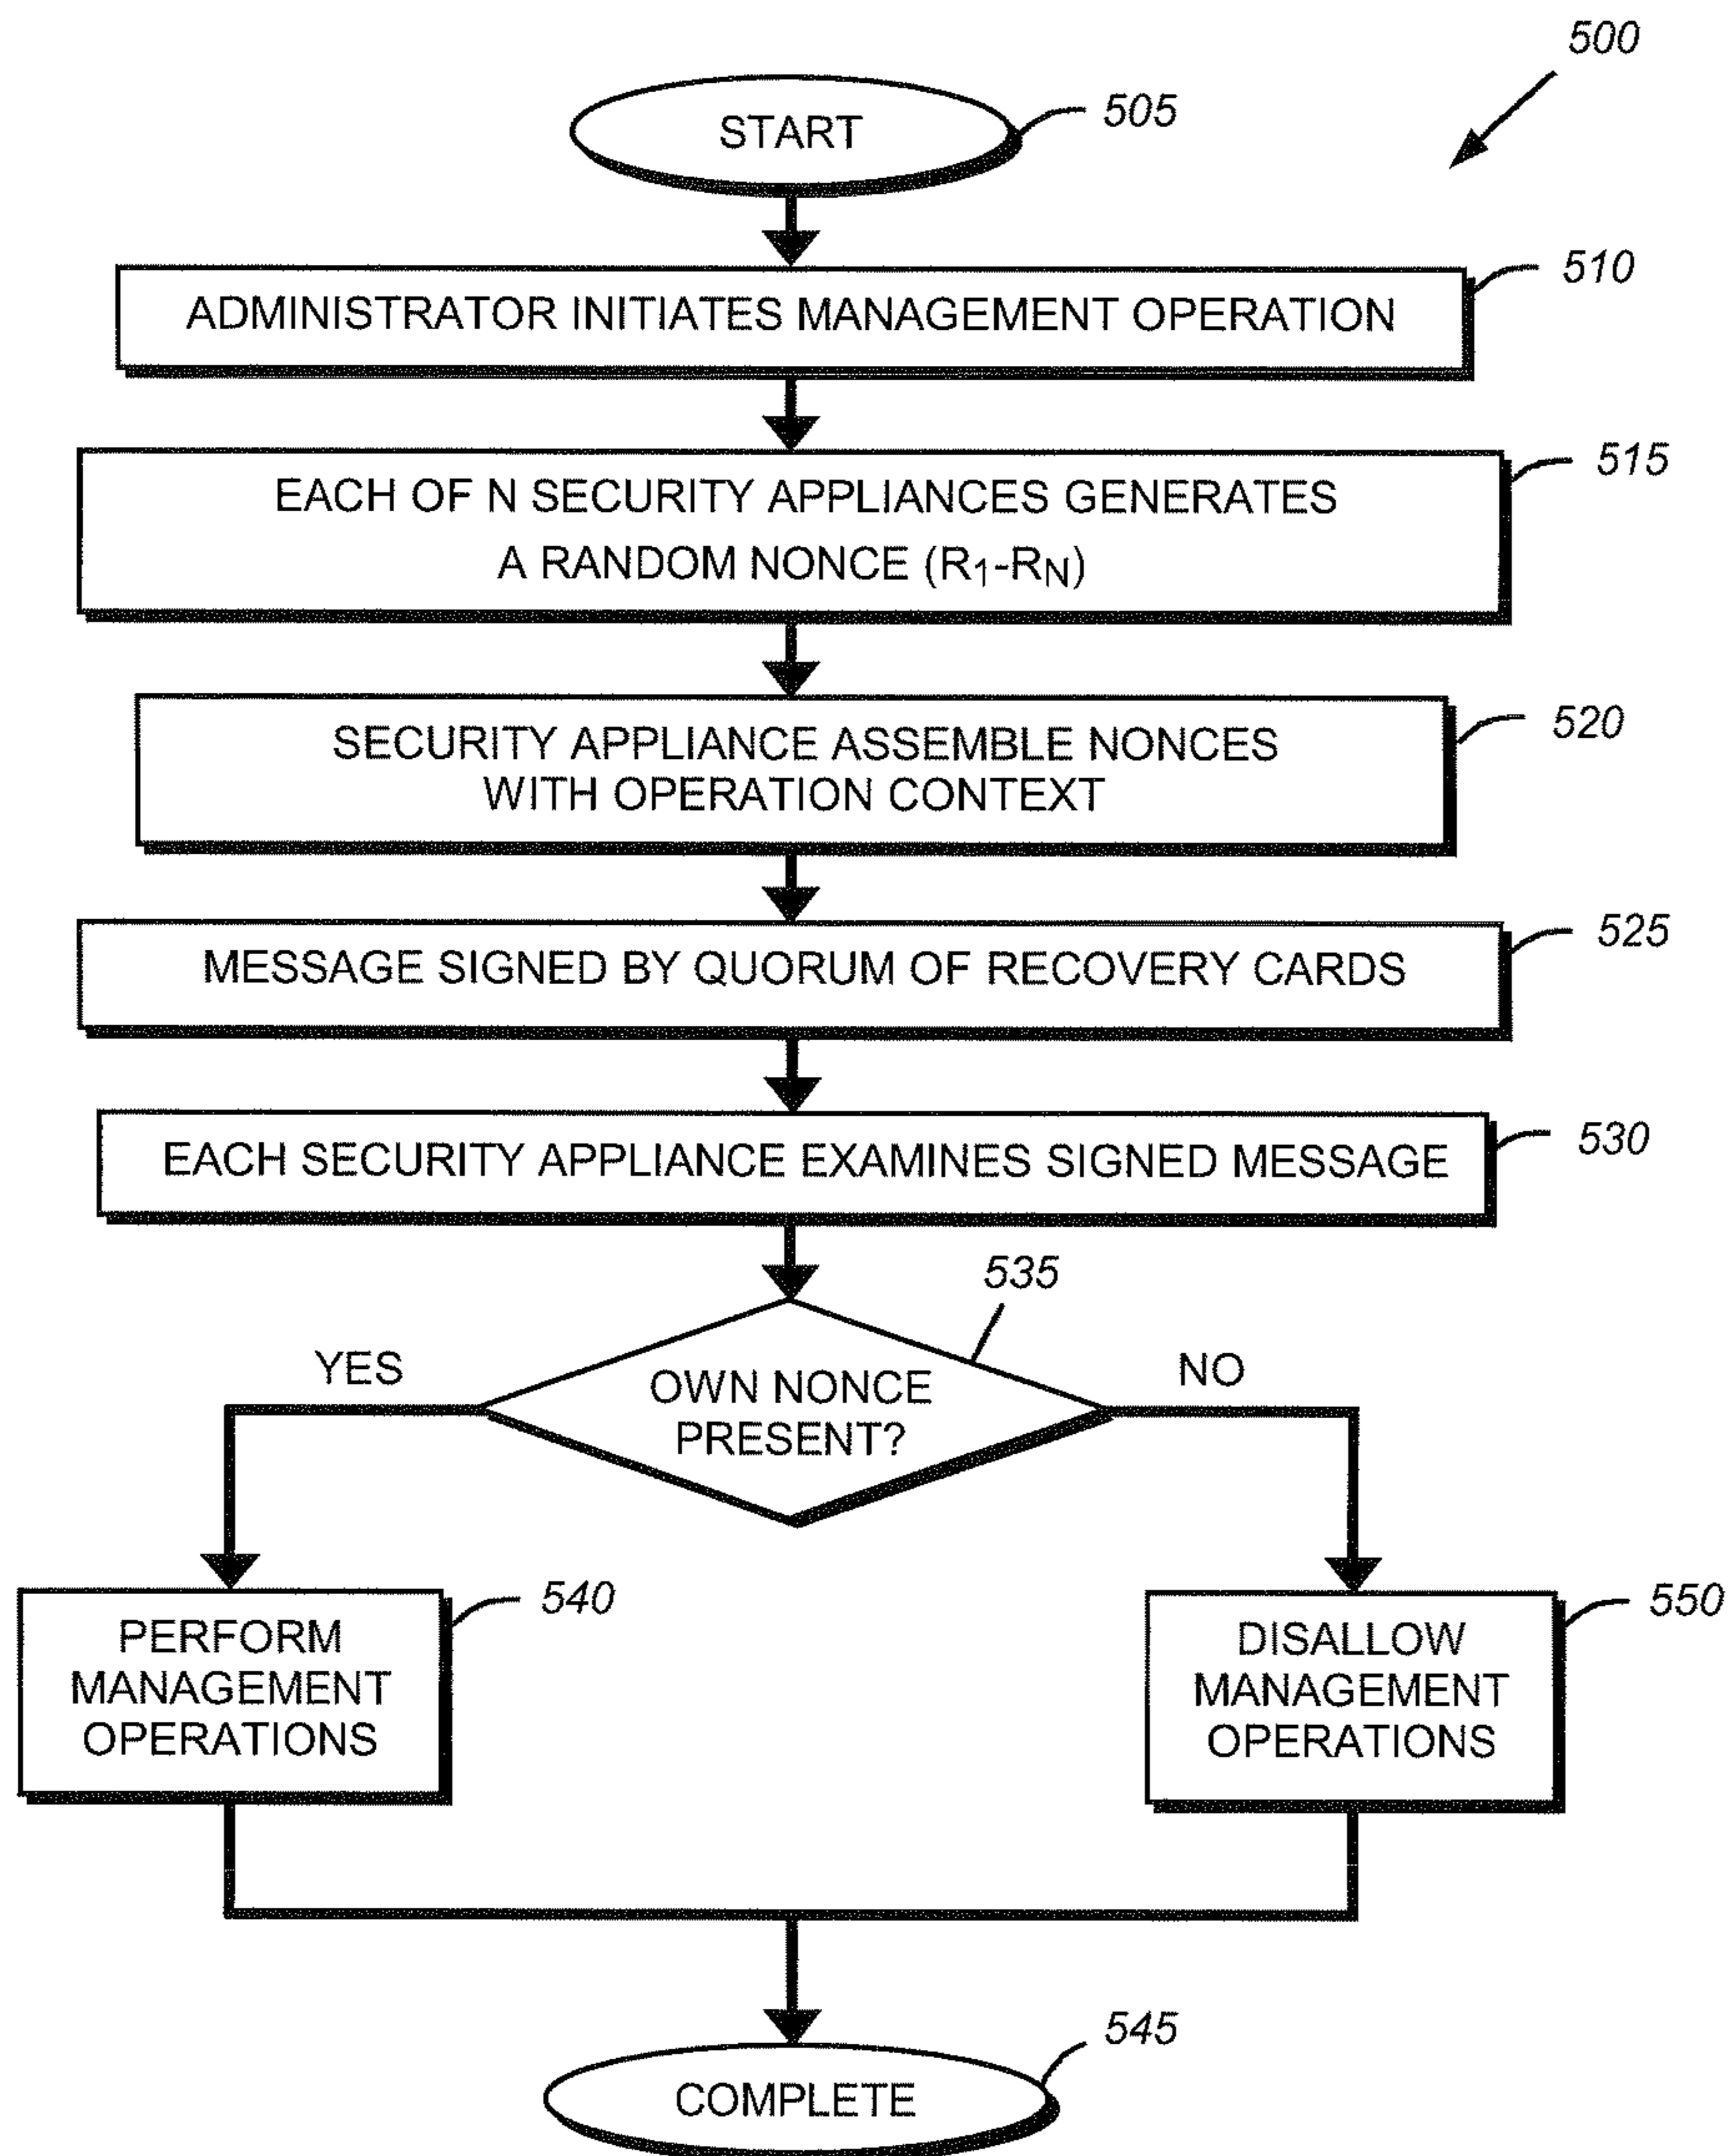 500
START
505
ADMINISTRATOR INITIATES MANAGEMENT OPERATION
510
EACH OF N SECURITY APPLIANCES GENERATES
A RANDOM NONCE (R1-RN)
515
SECURITY APPLIANCE ASSEMBLE NONCES
WITH OPERATION CONTEXT
520
MESSAGE SIGNED BY QUORUM OF RECOVERY CARDS
525
EACH SECURITY APPLIANCE EXAMINES SIGNED MESSAGE
530
535
YES
OWN NONCE
PRESENT?
NO
PERFORM
MANAGEMENT
OPERATIONS
540
DISALLOW
MANAGEMENT
OPERATIONS
550
COMPLETE
545